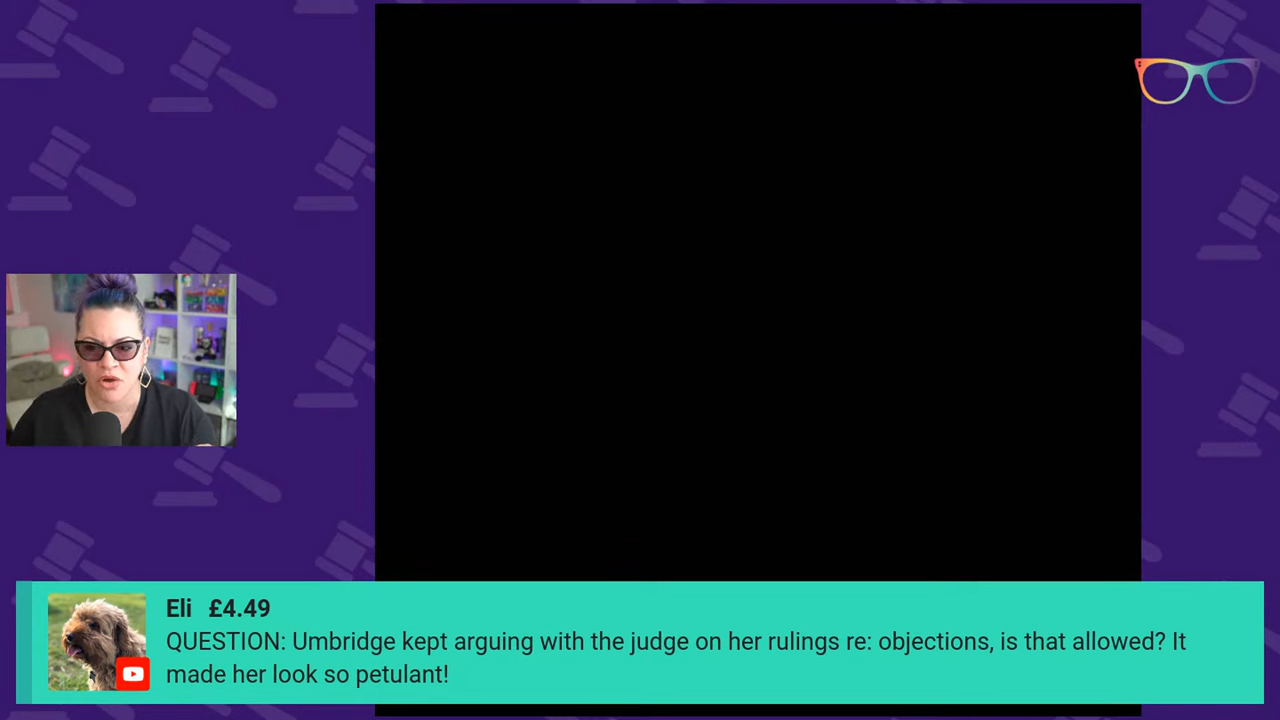 Eli £4.49
QUESTION: Umbridge kept arguing with the judge on her rulings re: objections, is that allowed? It
made her look so petulant!